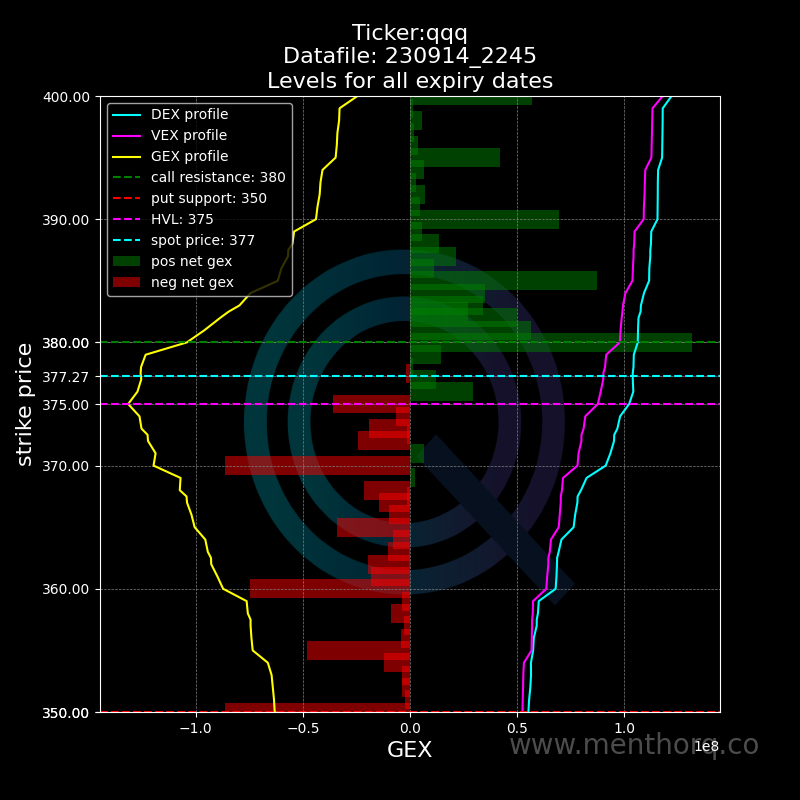 Ticker:qqq
Datafile: 230914_2245
Levels for all expiry dates
400.00
390.00
380.00
377.27
375.00
370.00
360.00
350.00
strike price
DEX profile
VEX profile
GEX profile
call resistance: 380
put support: 350
HVL: 375
spot price: 377
pos net gex
neg net gex
−1.0 −0.5 0.0 0.5 1.0
1e8
GEX
www.menthorq.co